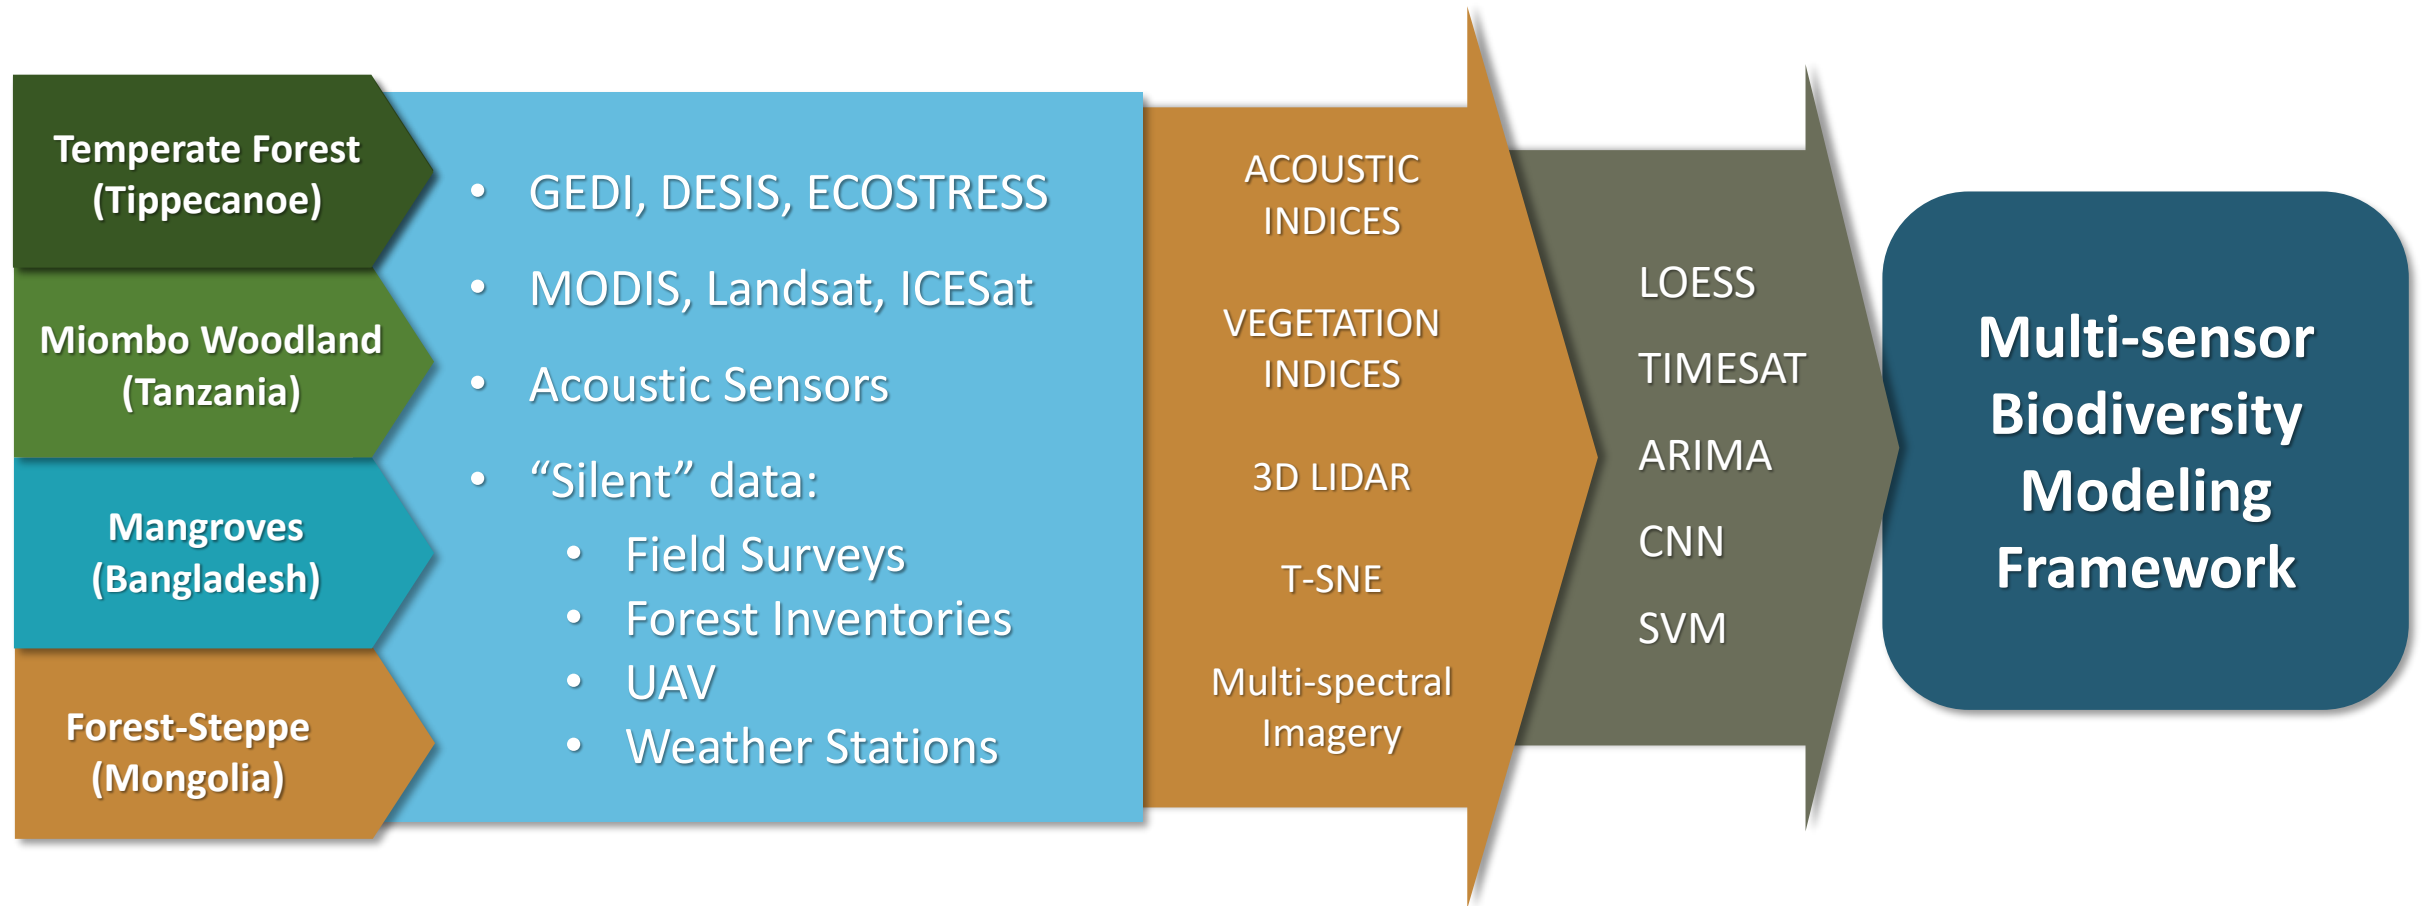 Temperate Forest
(Tippecanoe)
Miombo Woodland
(Tanzania)
Mangroves
(Bangladesh)
Forest-Steppe
(Mongolia)
• GEDI, DESIS, ECOSTRESS
• MODIS, Landsat, ICESat
• Acoustic Sensors
• “Silent” data:
• Field Surveys
• Forest Inventories
• UAV
• Weather Stations
ACOUSTIC
INDICES
VEGETATION
INDICES
3D LIDAR
T-SNE
Multi-spectral
Imagery
LOESS
TIMESAT
ARIMA
CNN
SVM
Multi-sensor
Biodiversity
Modeling
Framework